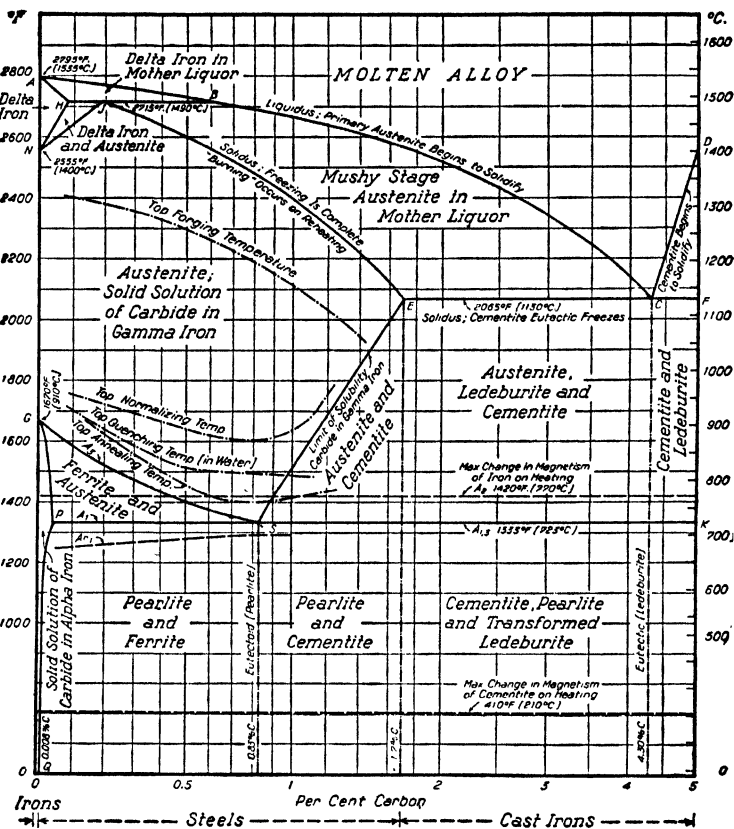 °F
°C.
2800
2600
2400
2200
2000
1800
1600
1400
1200
1000
0
1600
1500
1400
1300
1200
1100
1000
900
800
700
600
500
0
A
2795°F.
(1535°C)
Delta Iron in
Mother Liquor
MOLTEN ALLOY
B
Delta
Iron
H
J
2715°F.(1490°C)
Liquidus; Primary Austenite Begins to Solidify
D
Delta Iron
and Austenite
N
2555°F
(1400°C)
Solidus; Freezing Is Complete
"Burning" Occurs on Reheating
Mushy Stage
Austenite in
Mother Liquor
Cementite Begins
to Solidify
Top Forging Temperature
Austenite;
Solid Solution
of Carbide in
Gamma Iron
E
2065°F (1130°C)
C
F
Solidus; Cementite Eutectic Freezes
Limit of Solubility
Carbide in Gamma Iron
Austenite and
Cementite
Austenite,
Ledeburite and
Cementite
Cementite and
Ledeburite
1670°F
(910°C)
G
Top Normalizing Temp
Top Quenching Temp (in Water)
Top Annealing Temp.
A3
Ferrite and
Austenite
Max Change in Magnetism
of Iron on Heating
A2 1420°F. (770°C)
P
A1
S
K
A1,3 1333°F (723°C)
Ar1
Solid Solution of
Carbide in Alpha Iron
Pearlite
and
Ferrite
Eutectoid (Pearlite)
Pearlite
and
Cementite
Cementite, Pearlite
and Transformed
Ledeburite
Eutectic (Ledeburite)
Max Change in Magnetism
of Cementite on Heating
410°F (210°C)
Q 0.008%C
0.83%C
1.7%C
4.30%C
0 0.5 1 2 3 4 5
Per Cent Carbon
Irons
Steels
Cast Irons